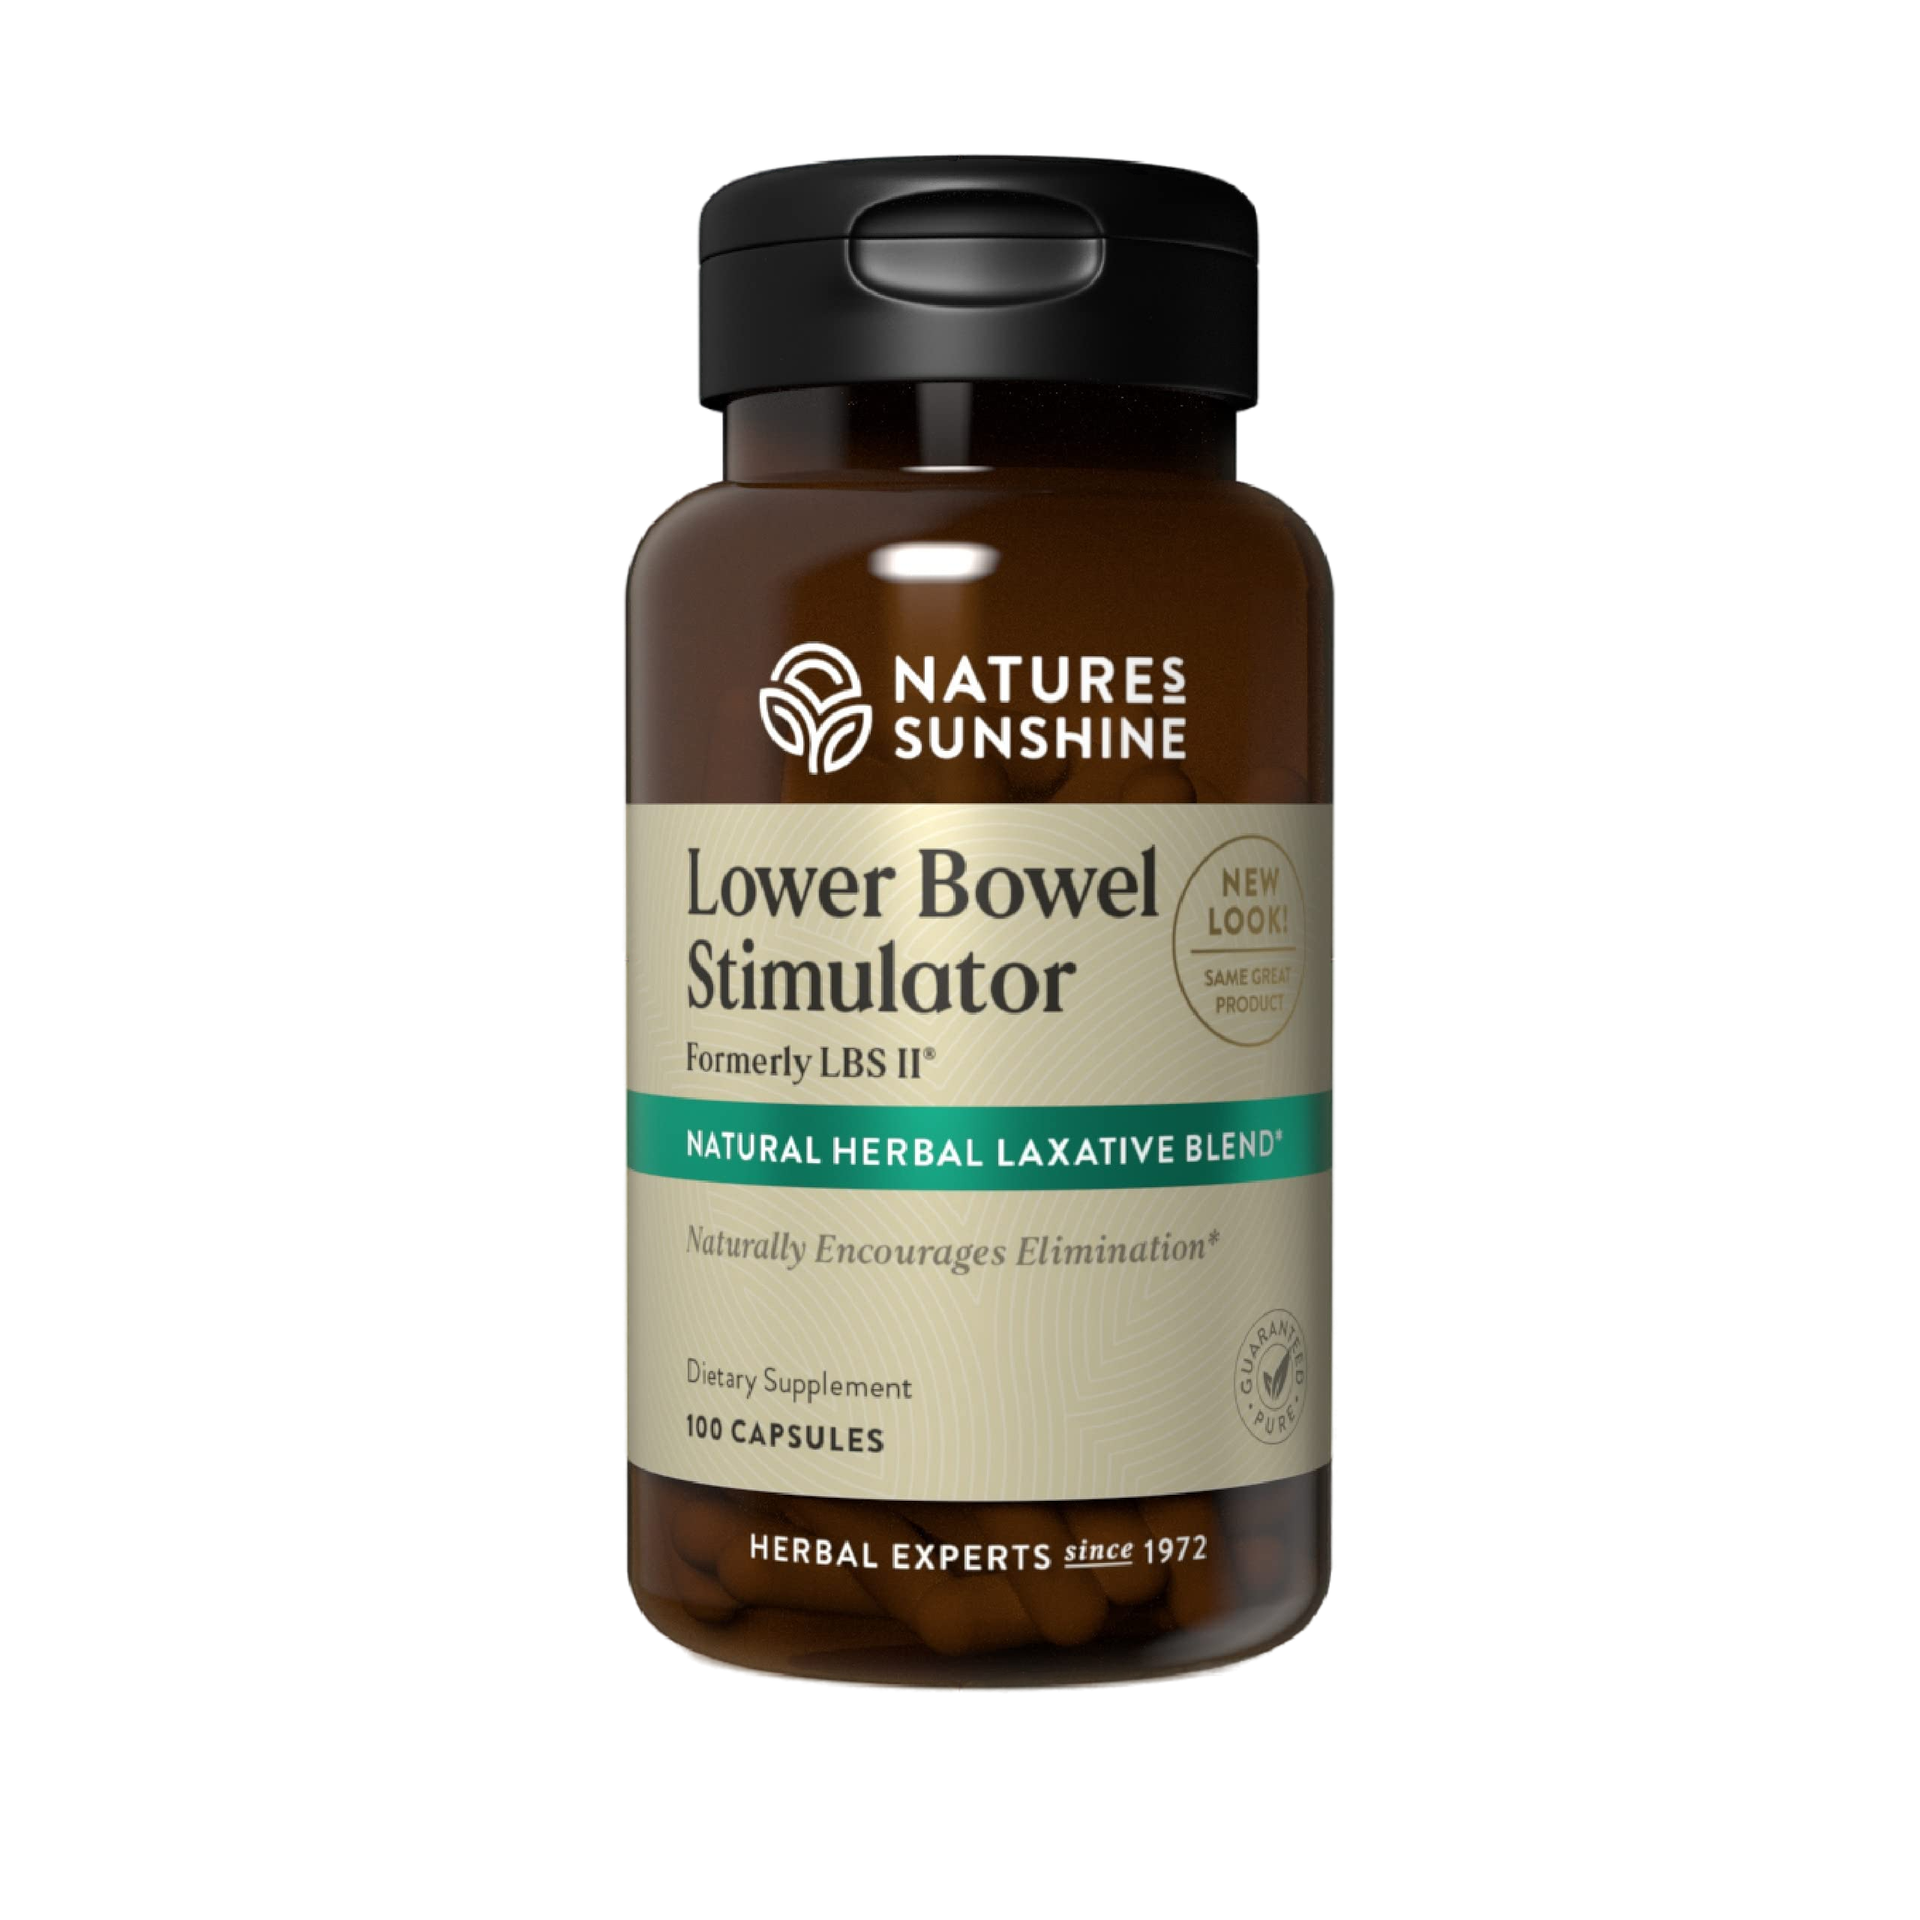 NATURES
SUNSHINE
Lower Bowel
Stimulator
Formerly LBS II®
NEW
LOOK!
SAME GREAT
PRODUCT
NATURAL HERBAL LAXATIVE BLEND*
Naturally Encourages Elimination*
Dietary Supplement
100 CAPSULES
GUARANTEED
• PURE •
HERBAL EXPERTS since 1972